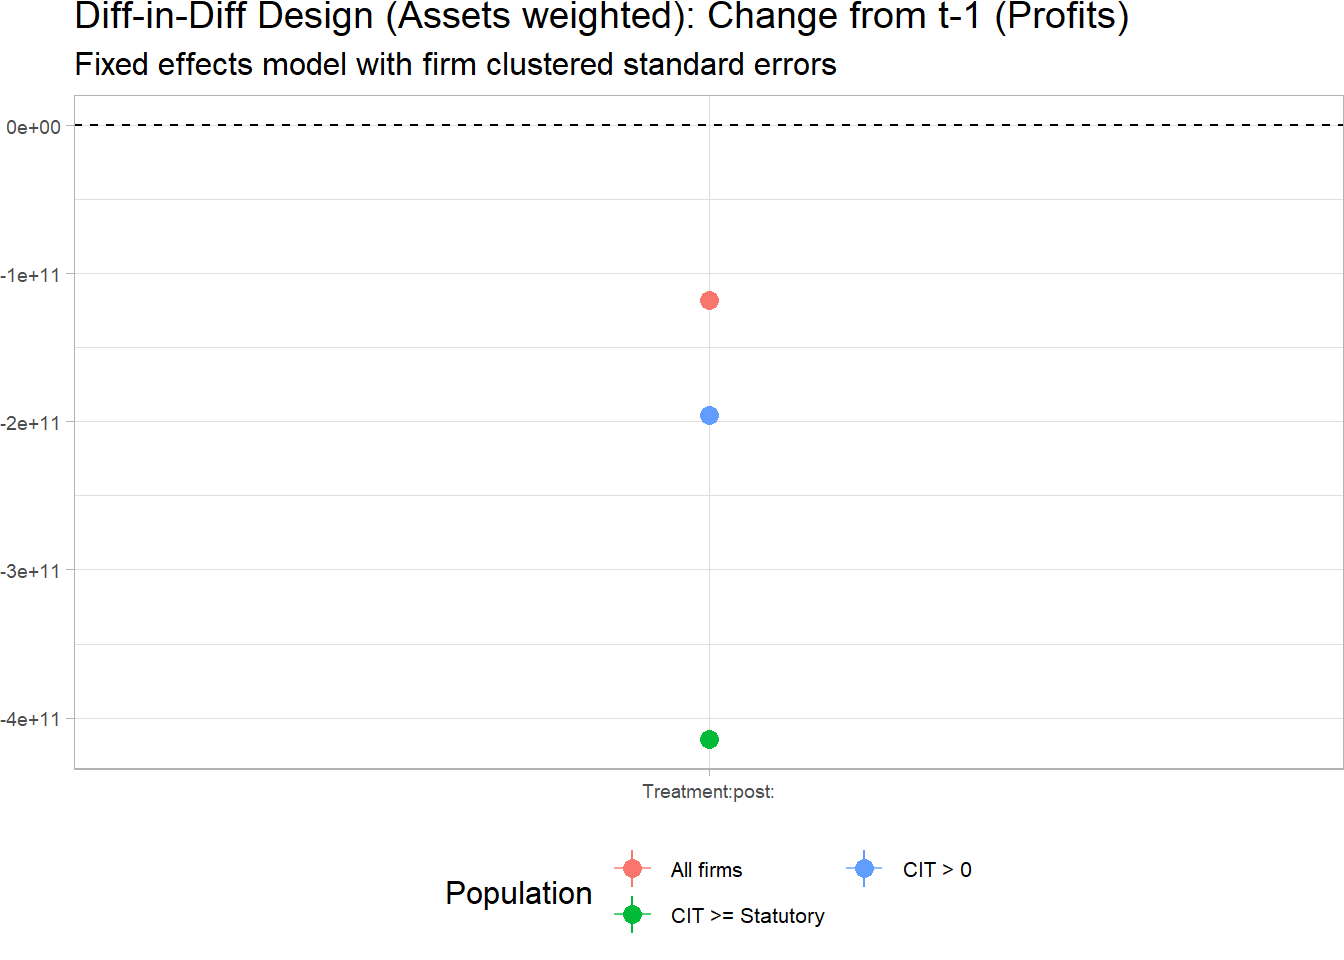 Diff-in-Diff Design (Assets weighted): Change from t-1 (Profits)
Fixed effects model with firm clustered standard errors
0e+00
-1e+11
-2e+11
-3e+11
-4e+11
Treatment:post:
Population
All firms
CIT > 0
CIT >= Statutory